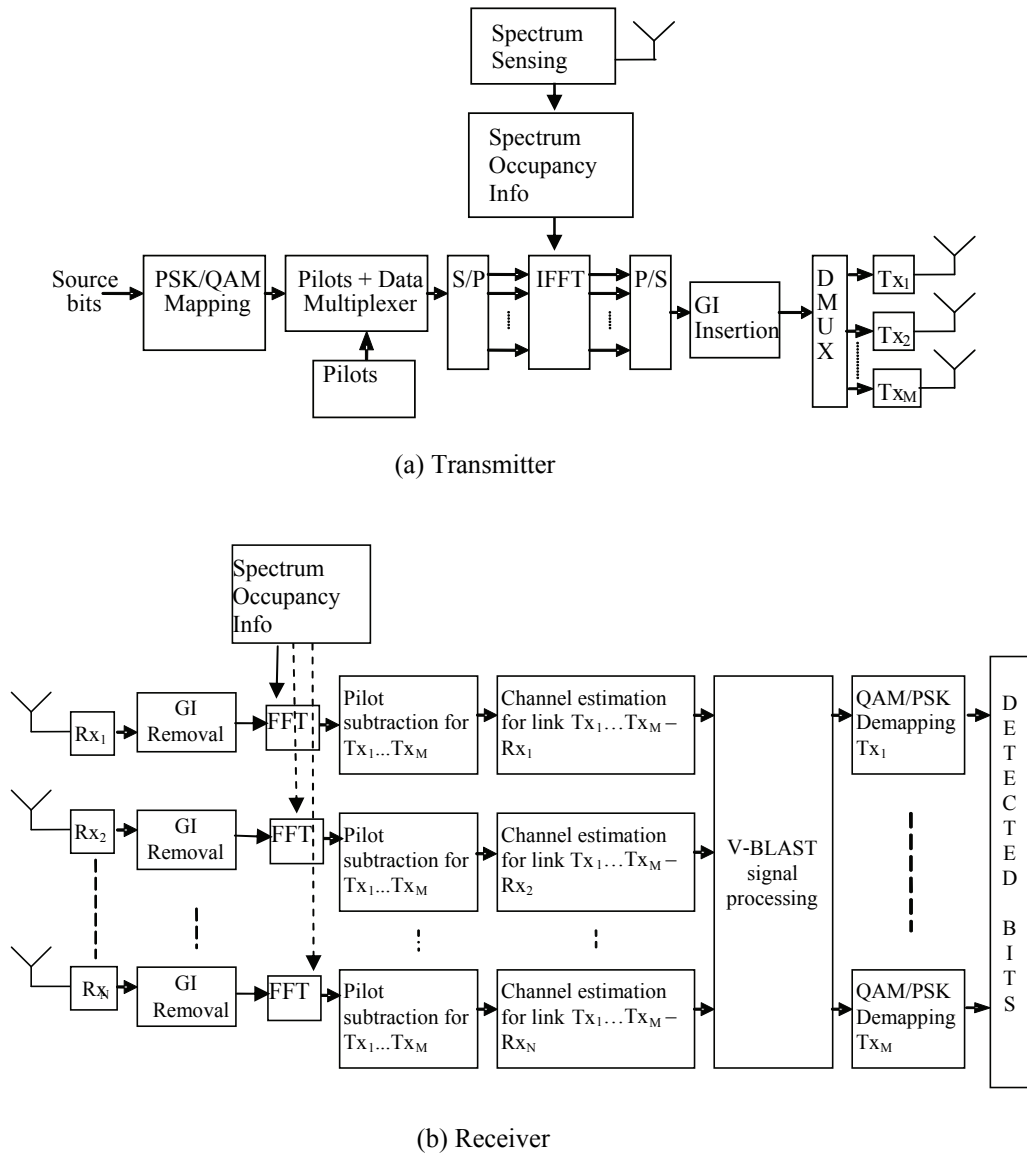 Spectrum
Sensing
Spectrum
Occupancy
Info
Source
bits
PSK/QAM
Mapping
Pilots + Data
Multiplexer
Pilots
S/P
IFFT
P/S
GI
Insertion
D
M
U
X
Tx1
Tx2
TxM
(a) Transmitter
Spectrum
Occupancy
Info
Rx1
GI
Removal
FFT
Pilot
subtraction for
Tx1...TxM
Channel estimation
for link Tx1…TxM –
Rx1
QAM/PSK
Demapping
Tx1
Rx2
GI
Removal
FFT
Pilot
subtraction for
Tx1...TxM
Channel estimation
for link Tx1…TxM –
Rx2
V-BLAST
signal
processing
RxN
GI
Removal
FFT
Pilot
subtraction for
Tx1...TxM
Channel estimation
for link Tx1…TxM –
RxN
QAM/PSK
Demapping
TxM
D
E
T
E
C
T
E
D
B
I
T
S
(b) Receiver